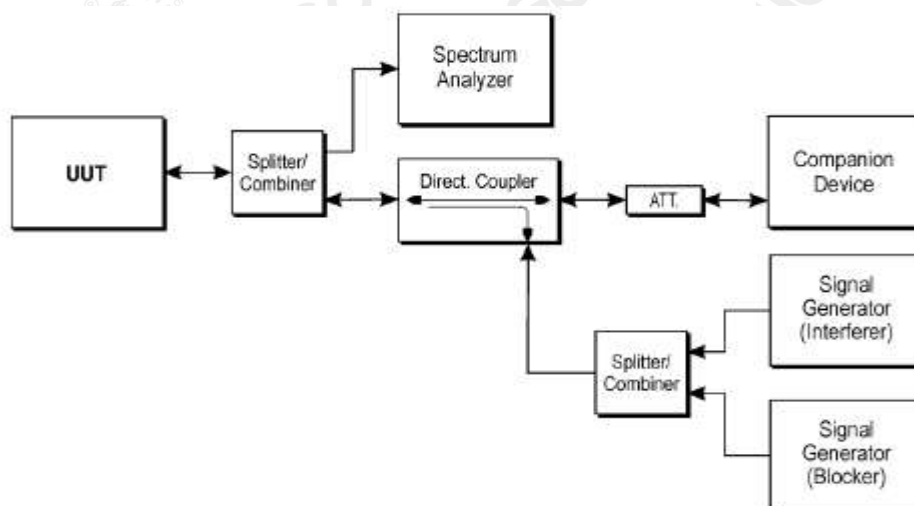 Spectrum
Analyzer
UUT
Splitter/
Combiner
Direct. Coupler
ATT.
Companion
Device
Signal
Generator
(Interferer)
Splitter/
Combiner
Signal
Generator
(Blocker)